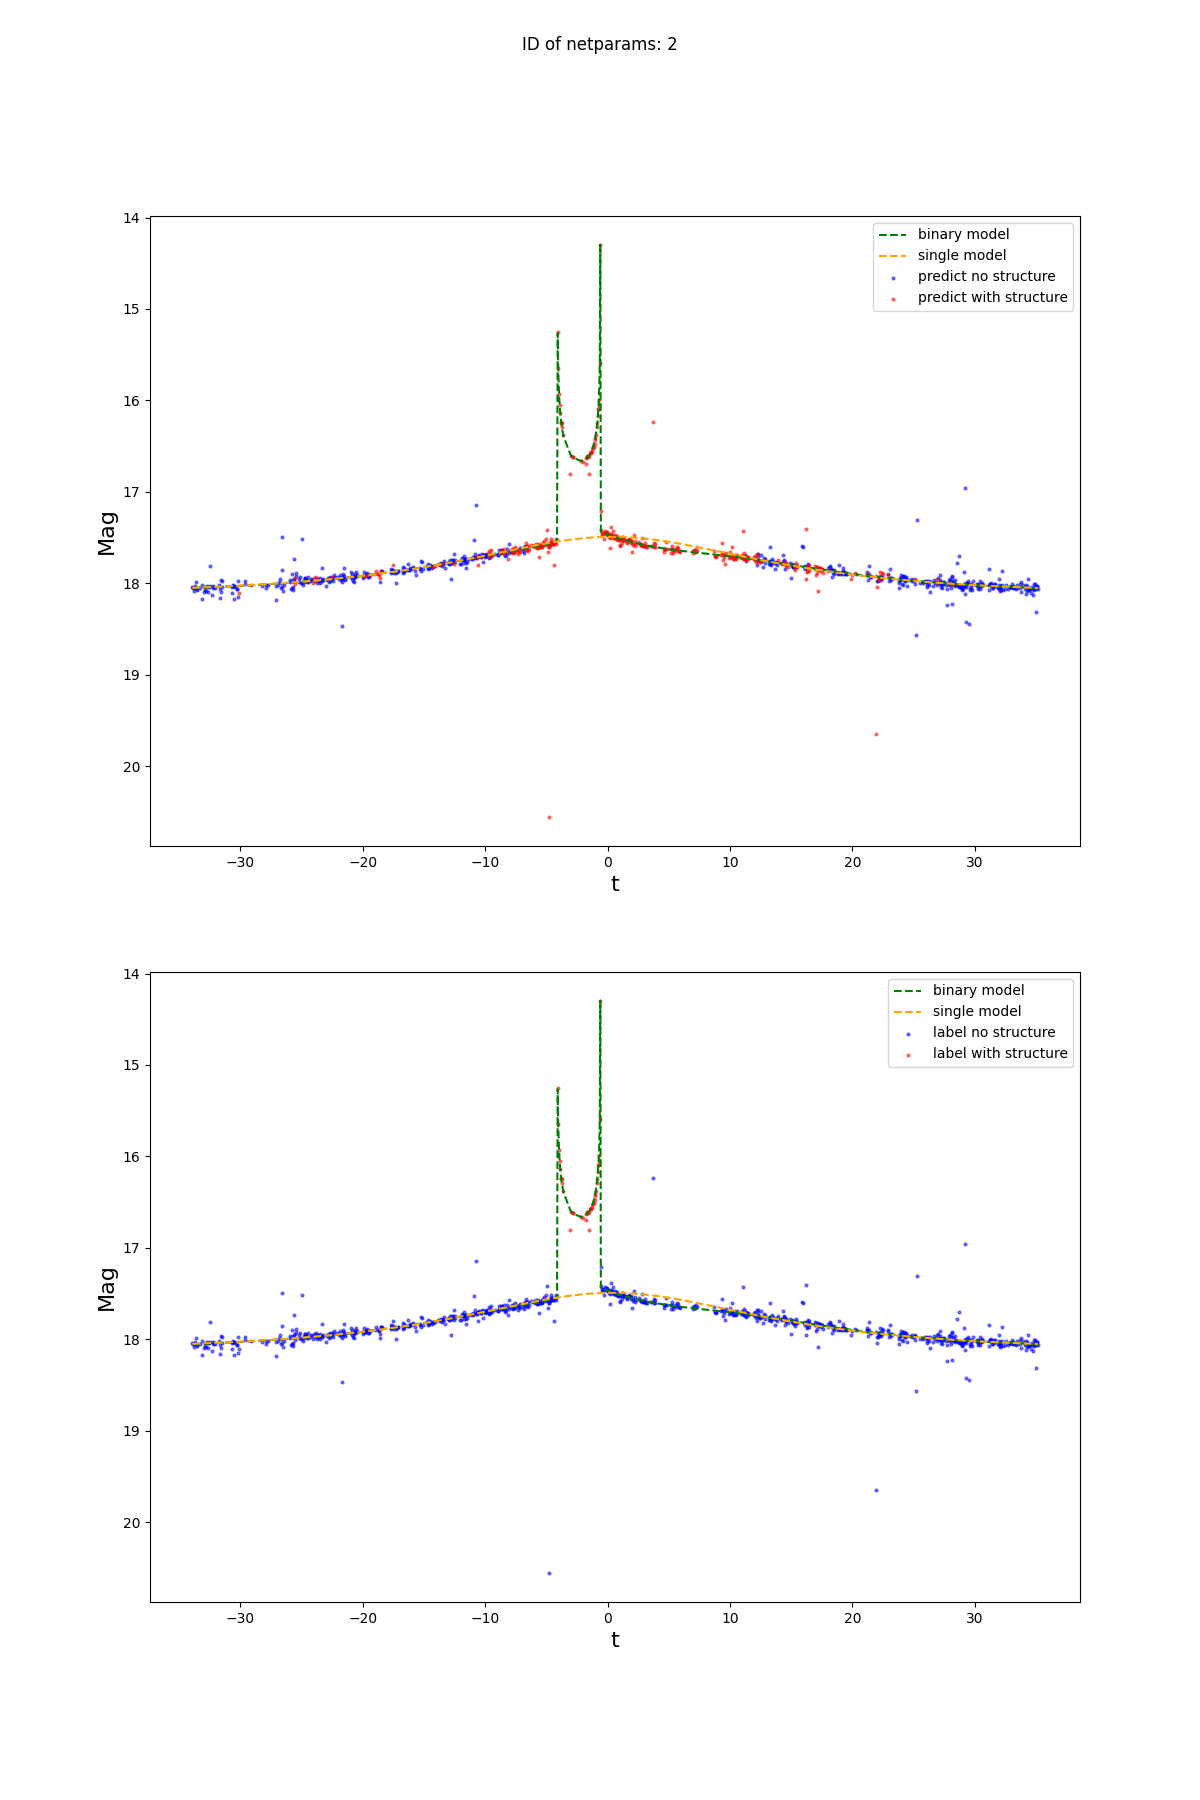 ID of netparams: 2
14
15
16
17
18
19
20
Mag
binary model
single model
predict no structure
predict with structure
−30
−20
−10
0
10
20
30
t
14
15
16
17
18
19
20
Mag
binary model
single model
label no structure
label with structure
−30
−20
−10
0
10
20
30
t